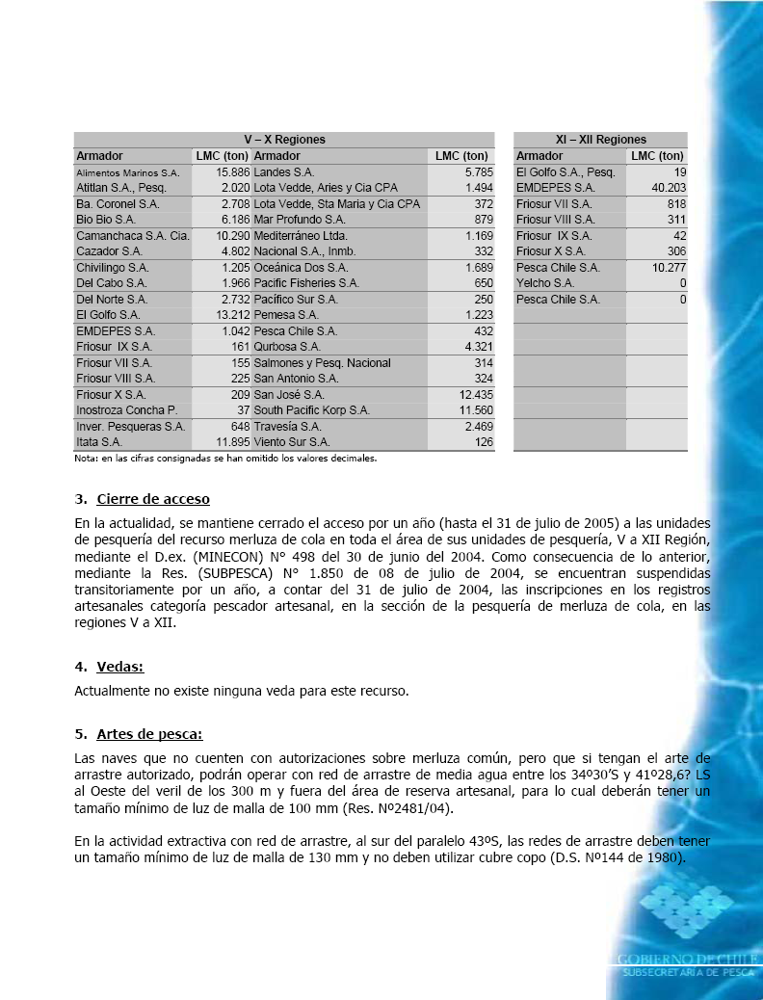 V – X Regiones XI – XII Regiones
Armador LMC (ton) Armador LMC (ton) Armador LMC (ton)
Alimentos Marinos S.A. 15.886 Landes S.A. 5.785 El Golfo S.A., Pesq. 19
Atitlan S.A., Pesq. 2.020 Lota Vedde, Aries y Cia CPA 1.494 EMDEPES S.A. 40.203
Ba. Coronel S.A. 2.708 Lota Vedde, Sta Maria y Cia CPA 372 Friosur VII S.A. 818
Bio Bio S.A. 6.186 Mar Profundo S.A. 879 Friosur VIII S.A. 311
Camanchaca S.A. Cia. 10.290 Mediterráneo Ltda. 1.169 Friosur IX S.A. 42
Cazador S.A. 4.802 Nacional S.A., Inmb. 332 Friosur X S.A. 306
Chivilingo S.A. 1.205 Oceánica Dos S.A. 1.689 Pesca Chile S.A. 10.277
Del Cabo S.A. 1.966 Pacific Fisheries S.A. 650 Yelcho S.A. 0
Del Norte S.A. 2.732 Pacífico Sur S.A. 250 Pesca Chile S.A. 0
El Golfo S.A. 13.212 Pemesa S.A. 1.223
EMDEPES S.A. 1.042 Pesca Chile S.A. 432
Friosur IX S.A. 161 Qurbosa S.A. 4.321
Friosur VII S.A. 155 Salmones y Pesq. Nacional 314
Friosur VIII S.A. 225 San Antonio S.A. 324
Friosur X S.A. 209 San José S.A. 12.435
Inostroza Concha P. 37 South Pacific Korp S.A. 11.560
Inver. Pesqueras S.A. 648 Travesía S.A. 2.469
Itata S.A. 11.895 Viento Sur S.A. 126
Nota: en las cifras consignadas se han omitido los valores decimales.
3. Cierre de acceso
En la actualidad, se mantiene cerrado el acceso por un año (hasta el 31 de julio de 2005) a las unidades
de pesquería del recurso merluza de cola en toda el área de sus unidades de pesquería, V a XII Región,
mediante el D.ex. (MINECON) N° 498 del 30 de junio del 2004. Como consecuencia de lo anterior,
mediante la Res. (SUBPESCA) N° 1.850 de 08 de julio de 2004, se encuentran suspendidas
transitoriamente por un año, a contar del 31 de julio de 2004, las inscripciones en los registros
artesanales categoría pescador artesanal, en la sección de la pesquería de merluza de cola, en las
regiones V a XII.
4. Vedas:
Actualmente no existe ninguna veda para este recurso.
5. Artes de pesca:
Las naves que no cuenten con autorizaciones sobre merluza común, pero que si tengan el arte de
arrastre autorizado, podrán operar con red de arrastre de media agua entre los 34º30’S y 41º28,6? LS
al Oeste del veril de los 300 m y fuera del área de reserva artesanal, para lo cual deberán tener un
tamaño mínimo de luz de malla de 100 mm (Res. Nº2481/04).
En la actividad extractiva con red de arrastre, al sur del paralelo 43ºS, las redes de arrastre deben tener
un tamaño mínimo de luz de malla de 130 mm y no deben utilizar cubre copo (D.S. Nº144 de 1980).
GOBIERNO DE CHILE
SUBSECRETARÍA DE PESCA